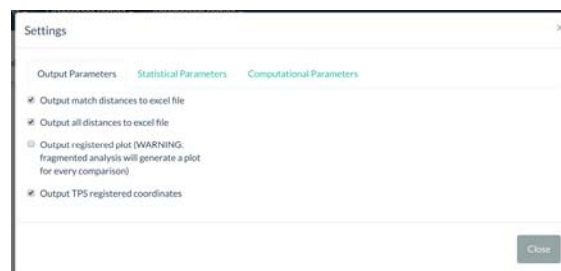 Settings
×
Output Parameters Statistical Parameters Computational Parameters
Output match distances to excel file
Output all distances to excel file
Output registered plot (WARNING.
fragmented analysis will generate a plot
for every comparison)
Output TPS registered coordinates
Close